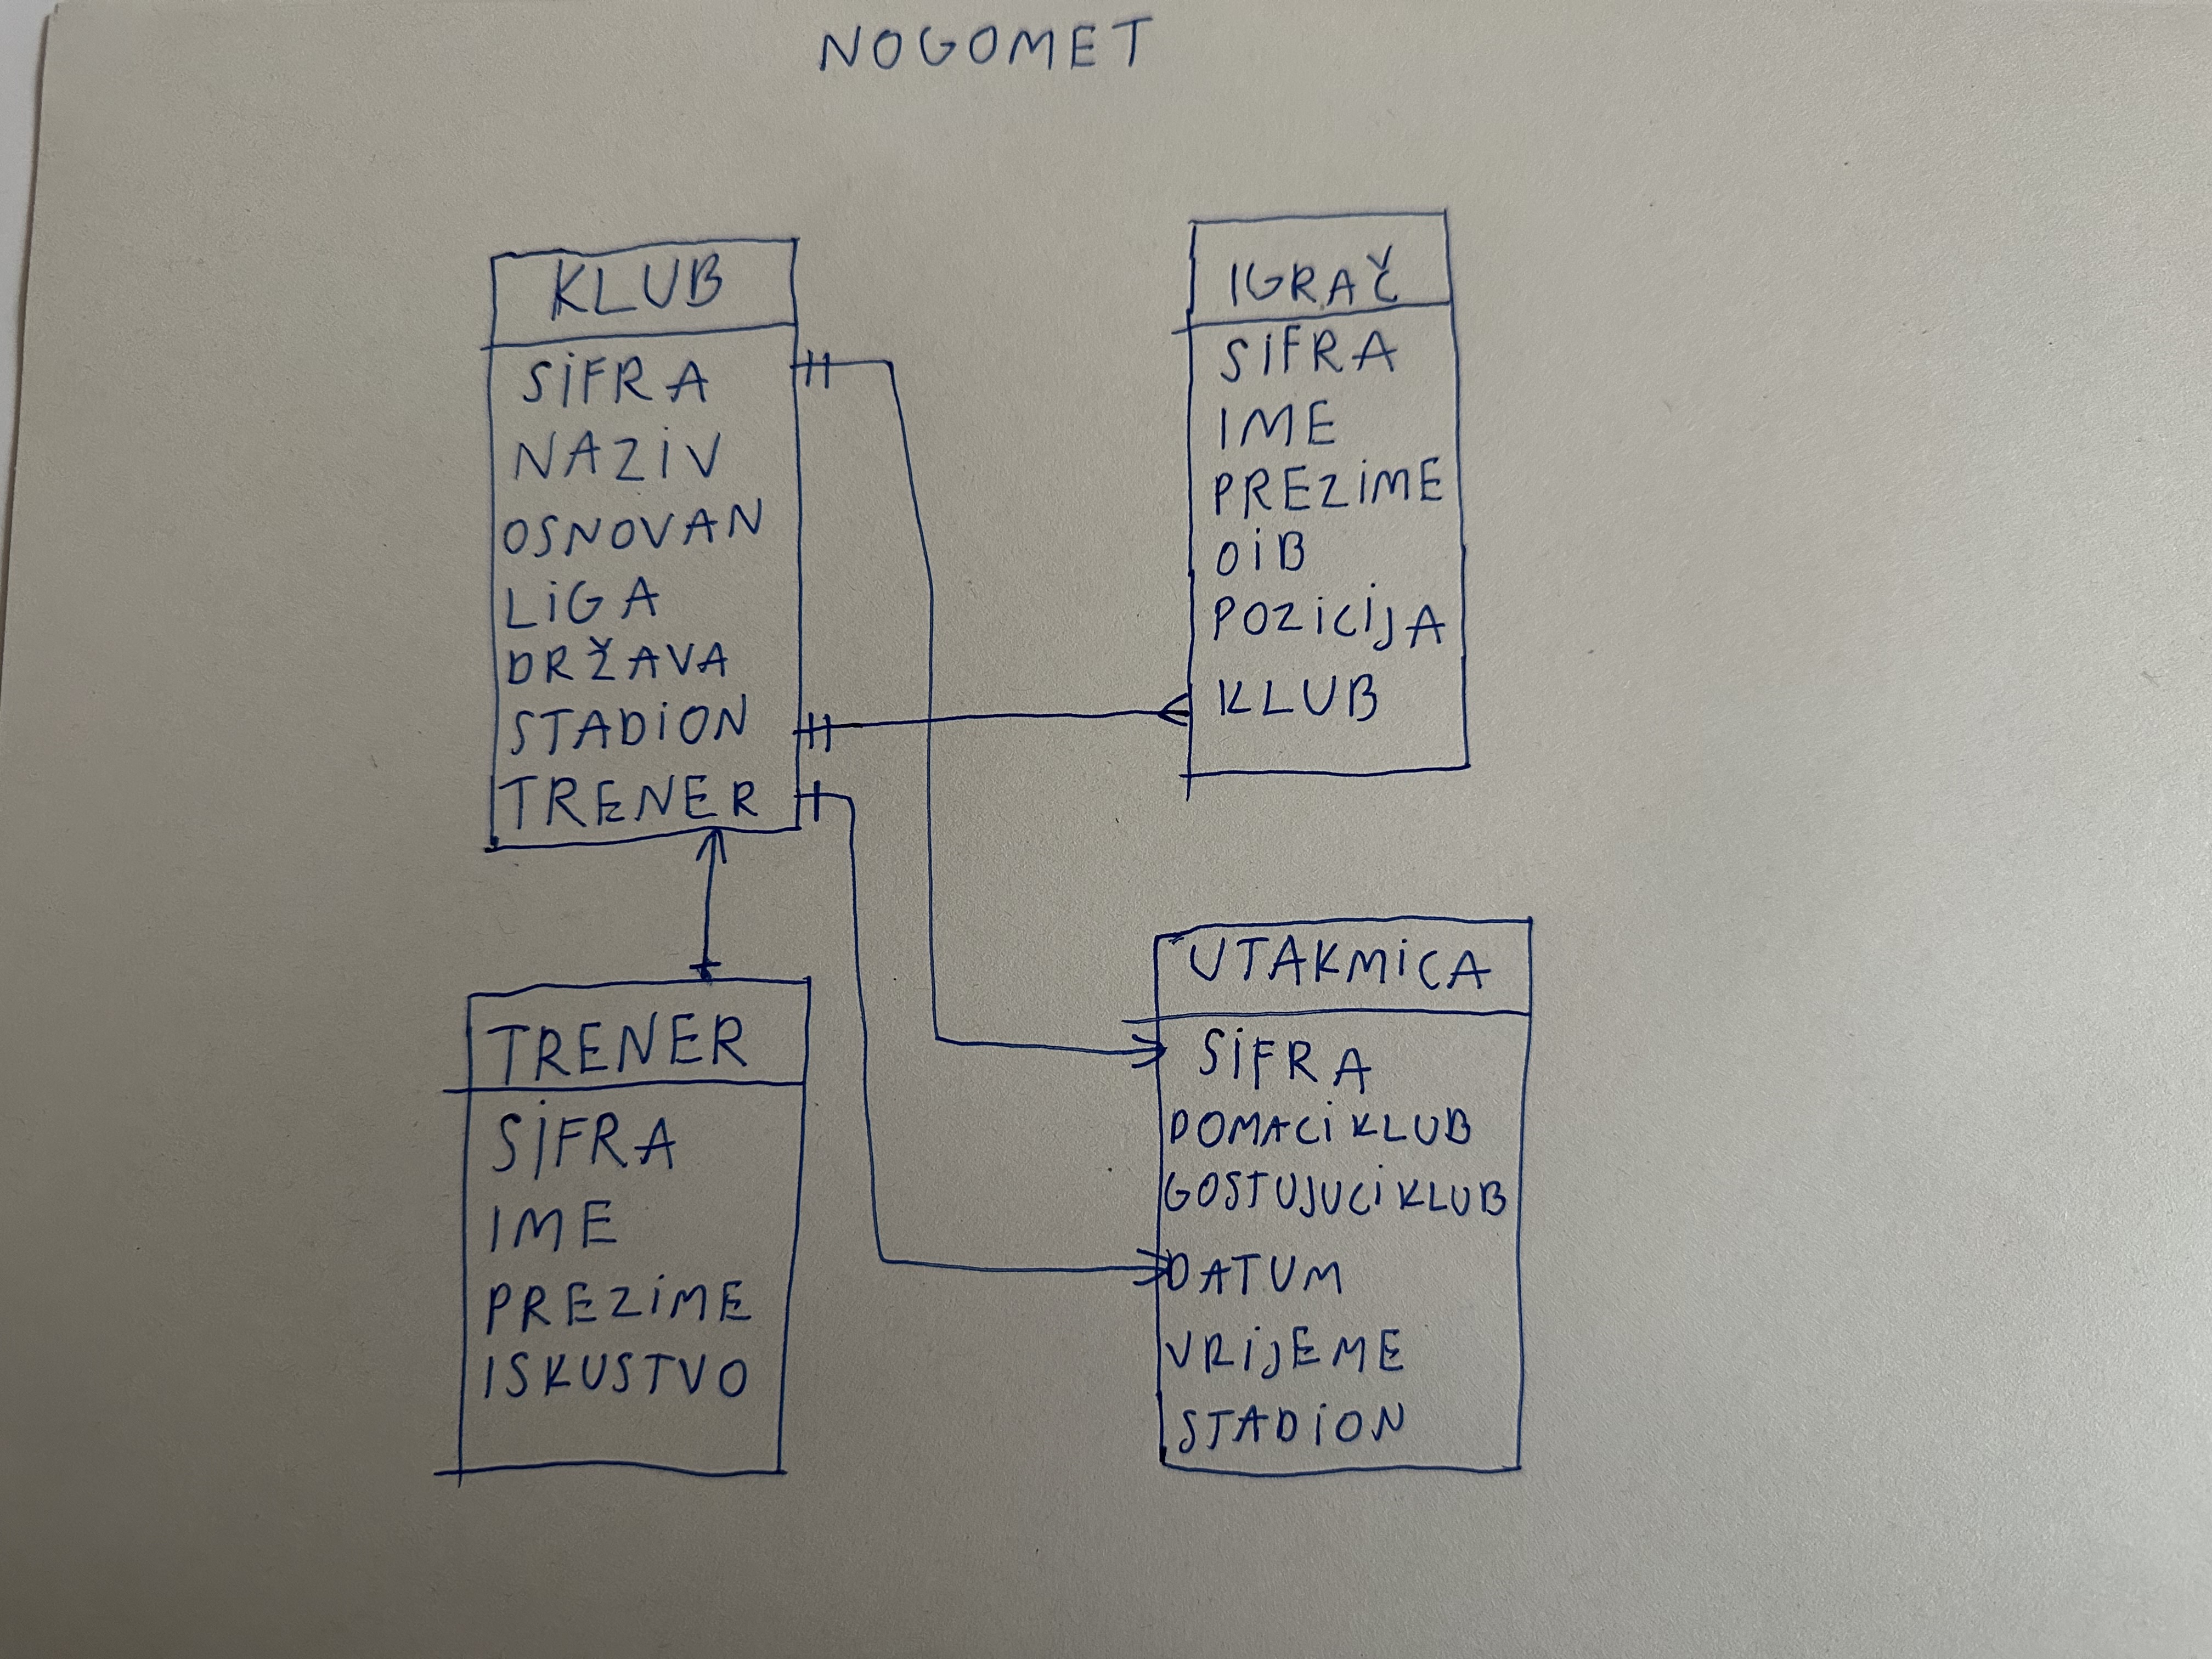 NOGOMET
KLUB
SIFRA
NAZIV
OSNOVAN
LIGA
DRŽAVA
STADION
TRENER
IGRAČ
SIFRA
IME
PREZIME
OIB
POZICIJA
KLUB
TRENER
SIFRA
IME
PREZIME
ISKUSTVO
UTAKMICA
SIFRA
DOMACI KLUB
GOSTUJUCI KLUB
DATUM
VRIJEME
STADION